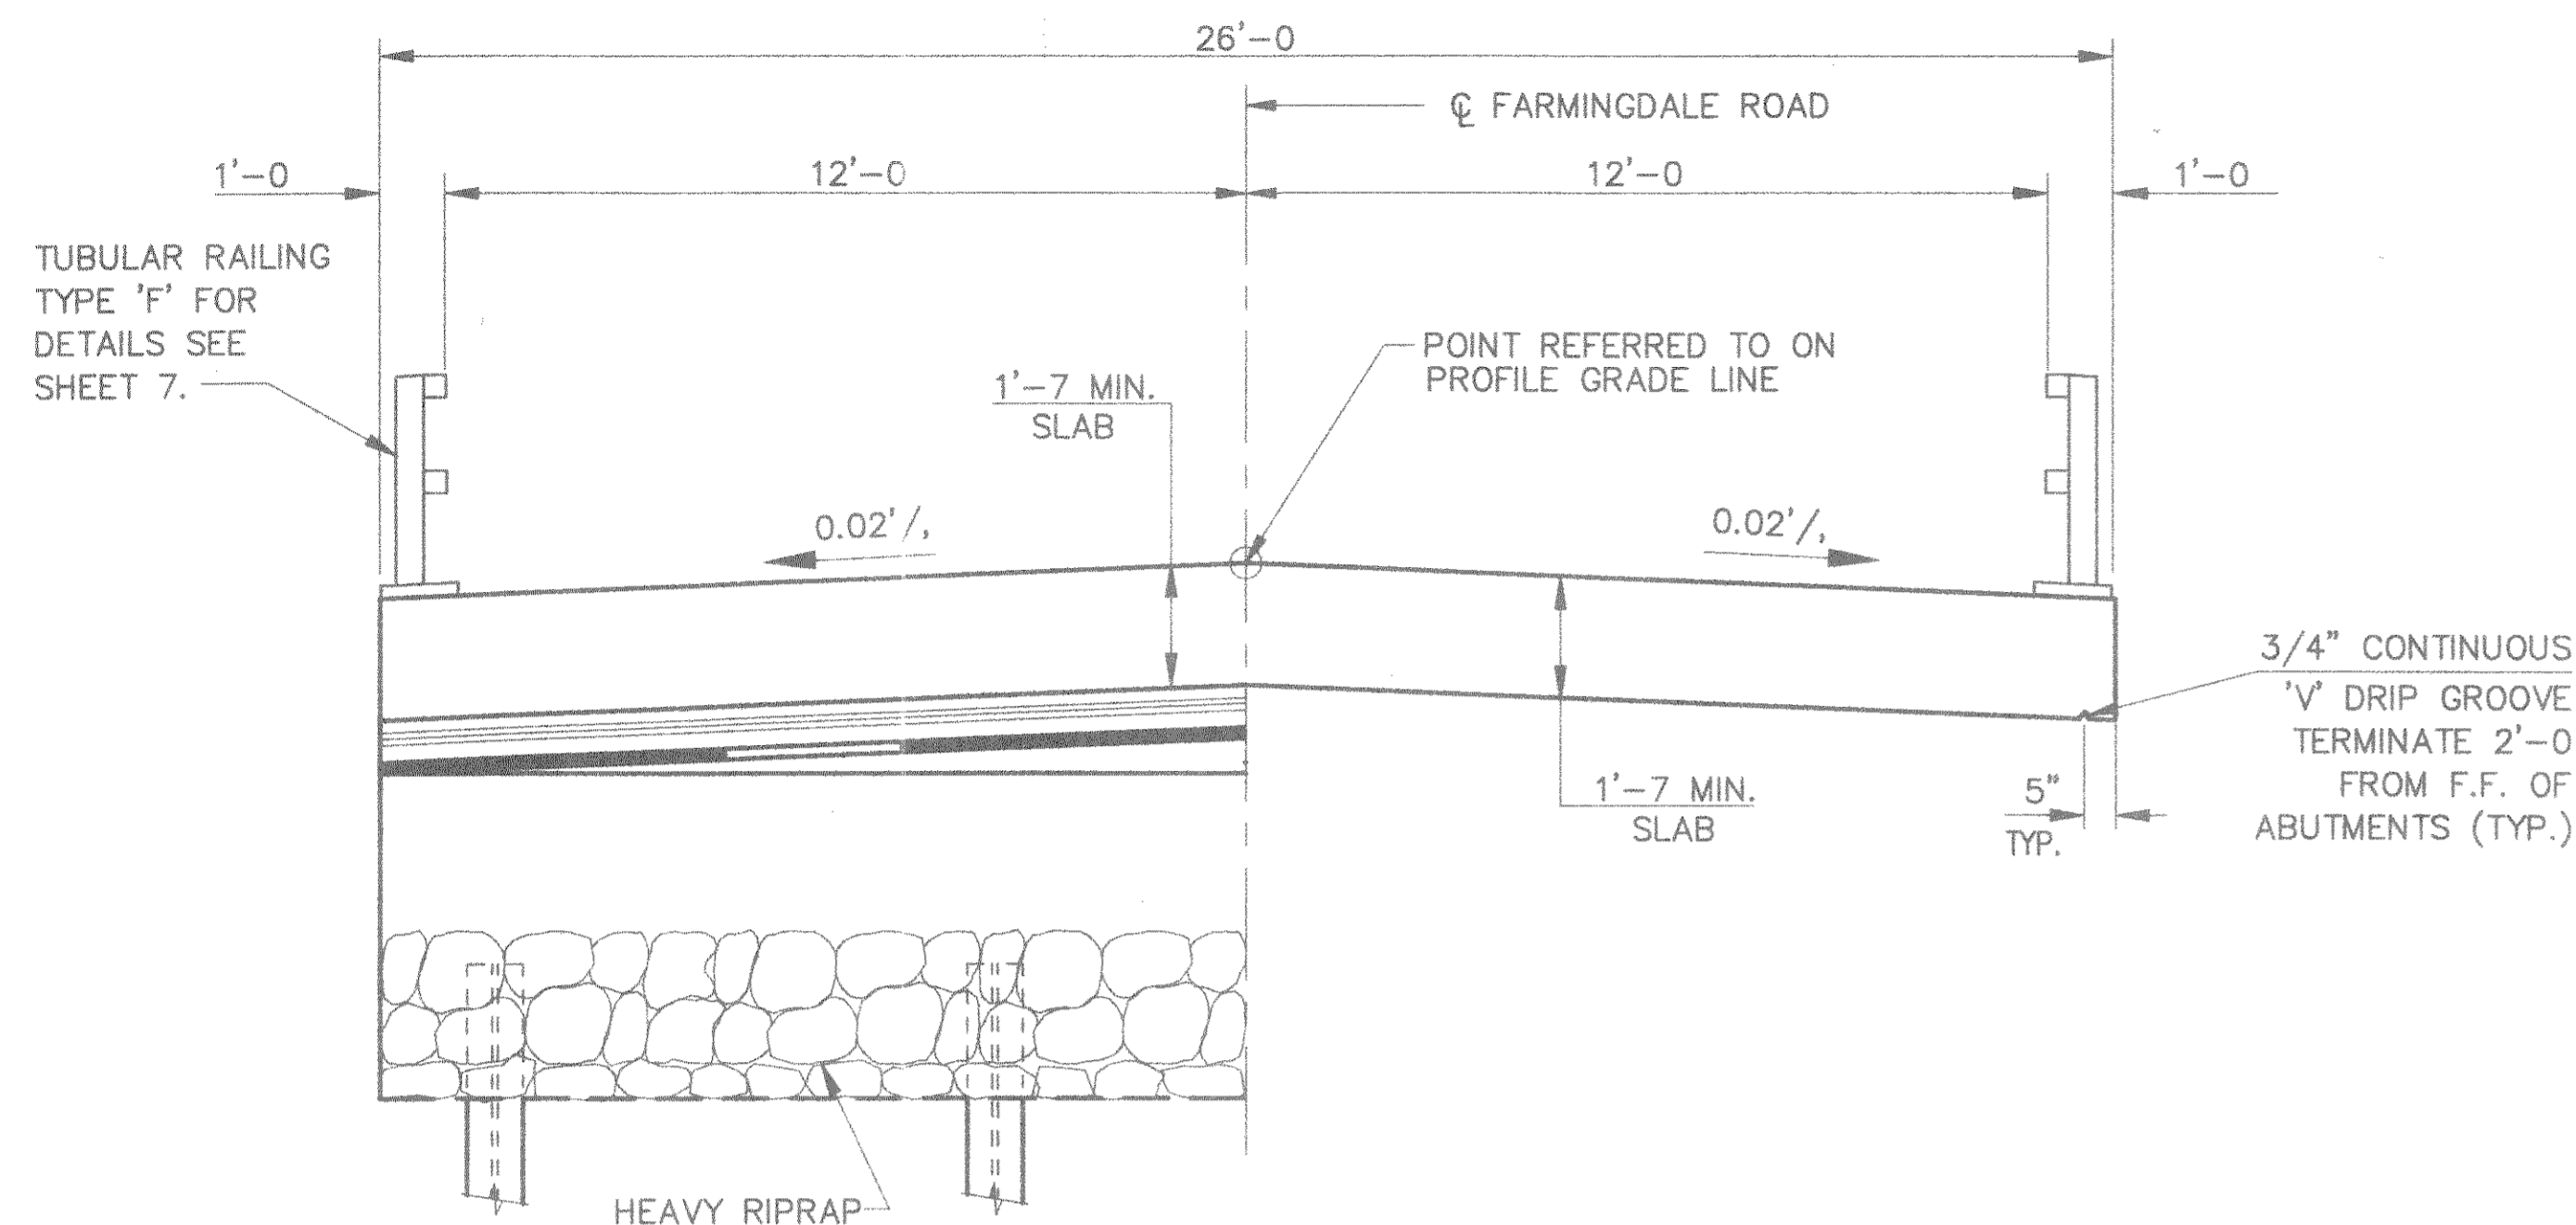 26'-0
℄ FARMINGDALE ROAD
1'-0
12'-0
12'-0
1'-0
TUBULAR RAILING
TYPE 'F' FOR
DETAILS SEE
SHEET 7.
POINT REFERRED TO ON
PROFILE GRADE LINE
1'-7 MIN.
SLAB
0.02'/,
0.02'/,
3/4" CONTINUOUS
'V' DRIP GROOVE
TERMINATE 2'-0
FROM F.F. OF
ABUTMENTS (TYP.)
1'-7 MIN.
SLAB
5"
TYP.
HEAVY RIPRAP